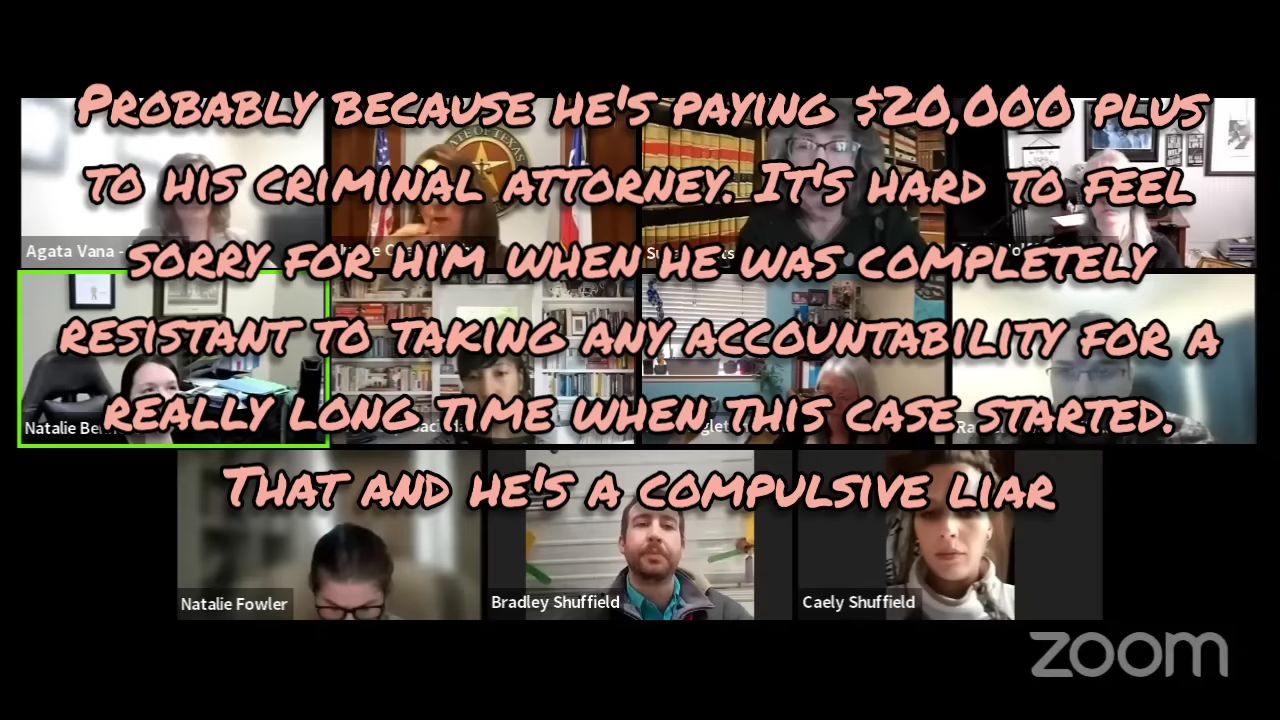 PROBABLY BECAUSE HE'S PAYING $20,000 PLUS
TO HIS CRIMINAL ATTORNEY. IT'S HARD TO FEEL
SORRY FOR HIM WHEN HE WAS COMPLETELY
RESISTANT TO TAKING ANY ACCOUNTABILITY FOR A
REALLY LONG TIME WHEN THIS CASE STARTED.
THAT AND HE'S A COMPULSIVE LIAR
Agata Vana -
Natalie
Natalie Fowler
Bradley Shuffield
Caely Shuffield
zoom